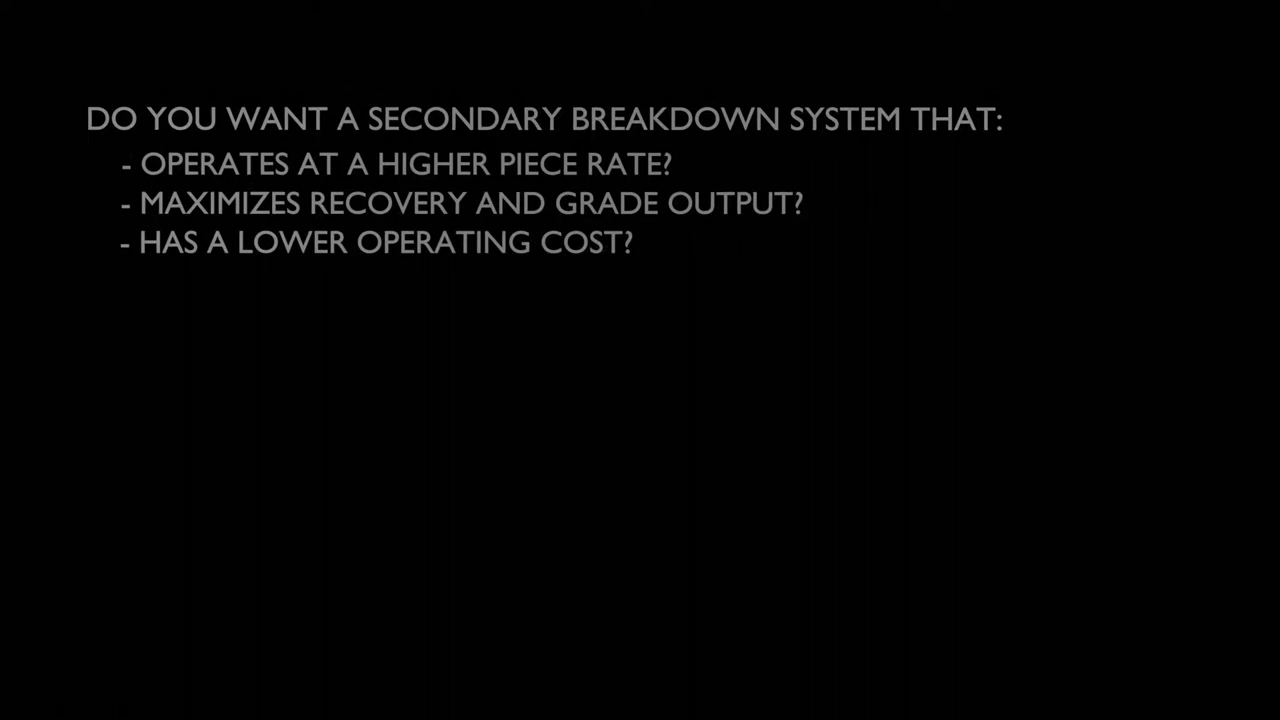 DO YOU WANT A SECONDARY BREAKDOWN SYSTEM THAT:
- OPERATES AT A HIGHER PIECE RATE?
- MAXIMIZES RECOVERY AND GRADE OUTPUT?
- HAS A LOWER OPERATING COST?